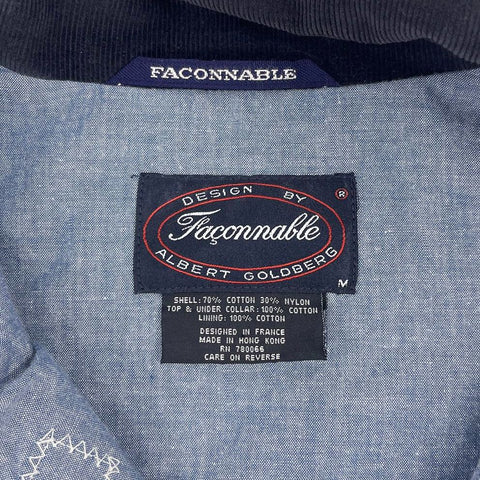 FACONNABLE
DESIGN BY
®
Façonnable
ALBERT GOLDBERG
M
SHELL: 70% COTTON 30% NYLON
TOP & UNDER COLLAR: 100% COTTON
LINING: 100% COTTON
DESIGNED IN FRANCE
MADE IN HONG KONG
RN 780066
CARE ON REVERSE